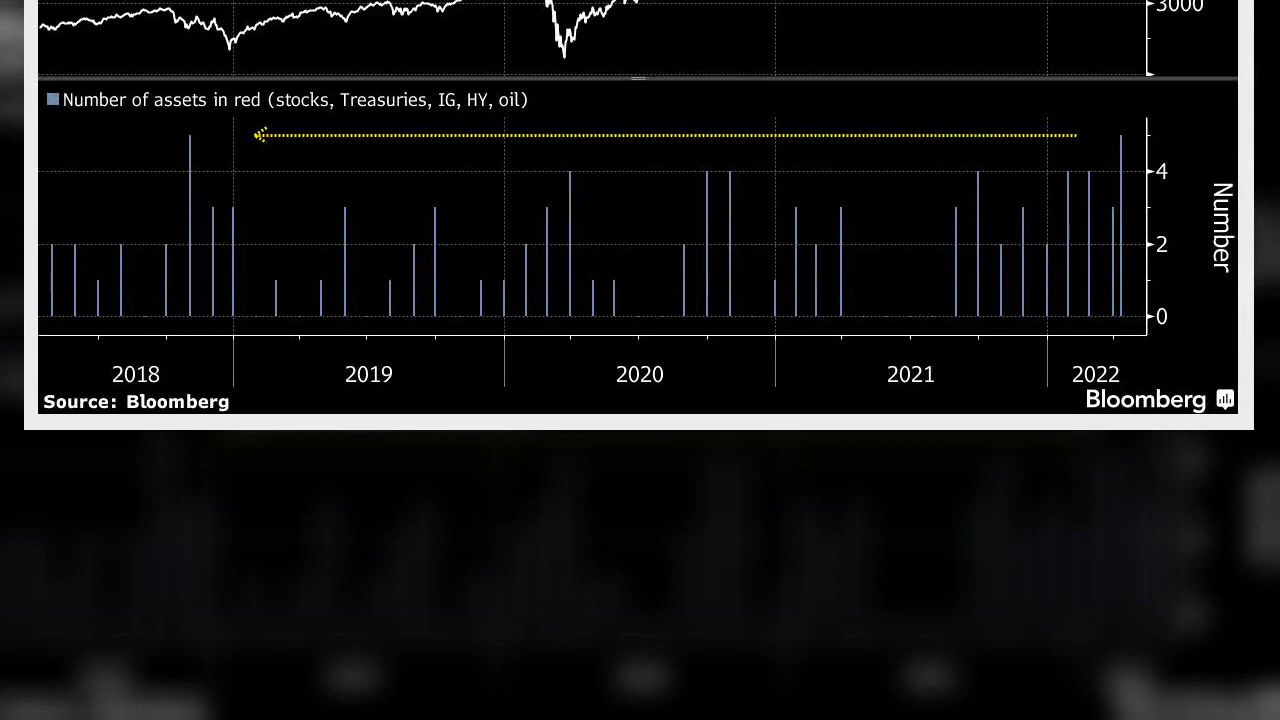 3000
Number of assets in red (stocks, Treasuries, IG, HY, oil)
4
2
0
Number
2018 2019 2020 2021 2022
Source: Bloomberg
Bloomberg